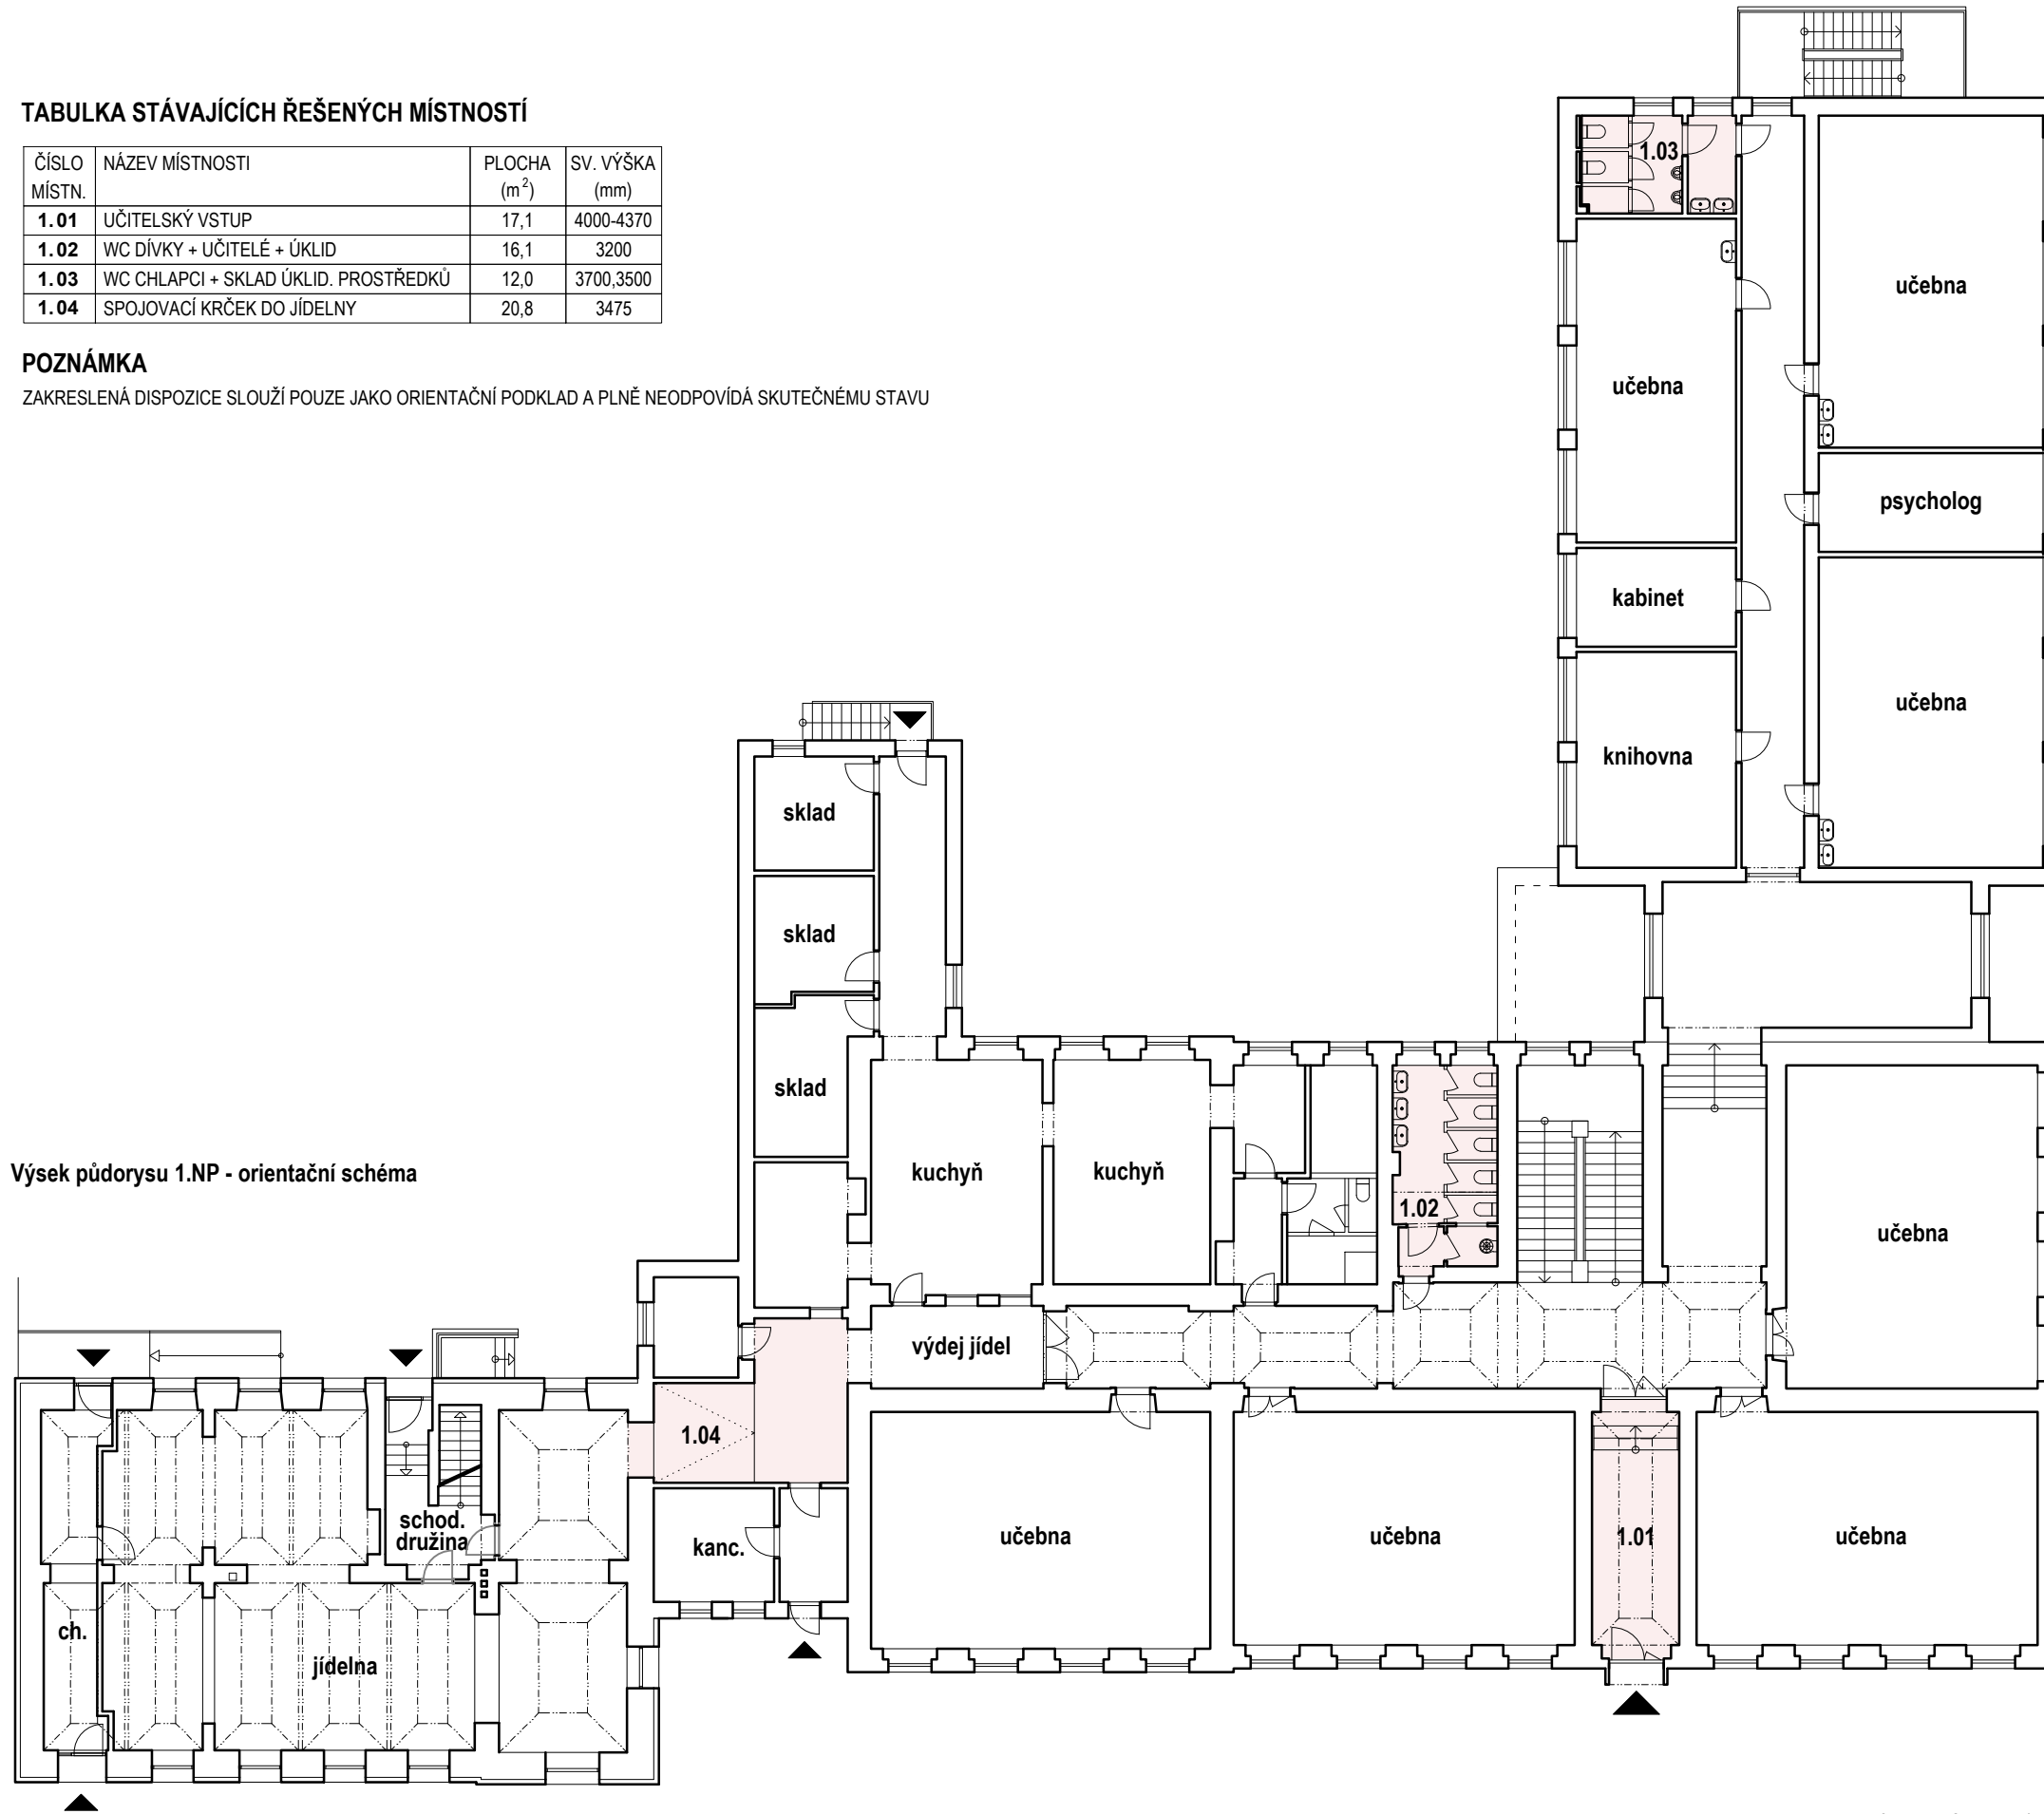 TABULKA STÁVAJÍCÍCH ŘEŠENÝCH MÍSTNOSTÍ
ČÍSLO MÍSTN. NÁZEV MÍSTNOSTI PLOCHA (m²) SV. VÝŠKA (mm)
1.01 UČITELSKÝ VSTUP 17,1 4000-4370
1.02 WC DÍVKY + UČITELÉ + ÚKLID 16,1 3200
1.03 WC CHLAPCI + SKLAD ÚKLID. PROSTŘEDKŮ 12,0 3700,3500
1.04 SPOJOVACÍ KRČEK DO JÍDELNY 20,8 3475
POZNÁMKA
ZAKRESLENÁ DISPOZICE SLOUŽÍ POUZE JAKO ORIENTAČNÍ PODKLAD A PLNĚ NEODPOVÍDÁ SKUTEČNÉMU STAVU
1.03
učebna
učebna
psycholog
kabinet
učebna
knihovna
sklad
sklad
sklad
kuchyň
kuchyň
Výsek půdorysu 1.NP - orientační schéma
1.02
učebna
výdej jídel
1.04
schod.
družina
kanc.
učebna
učebna
1.01
učebna
ch.
jídelna